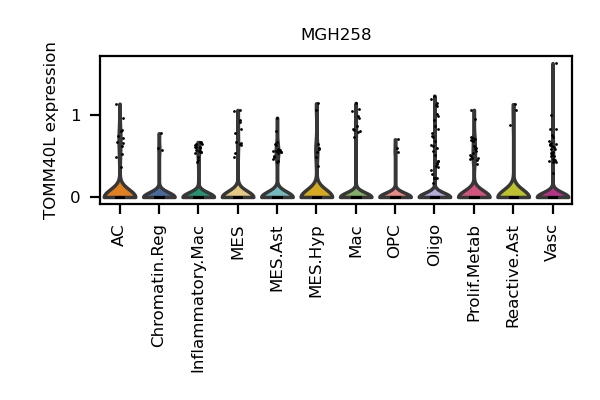 MGH258
TOMM40L expression
1
0
AC
Chromatin.Reg
Inflammatory.Mac
MES
MES.Ast
MES.Hyp
Mac
OPC
Oligo
Prolif.Metab
Reactive.Ast
Vasc